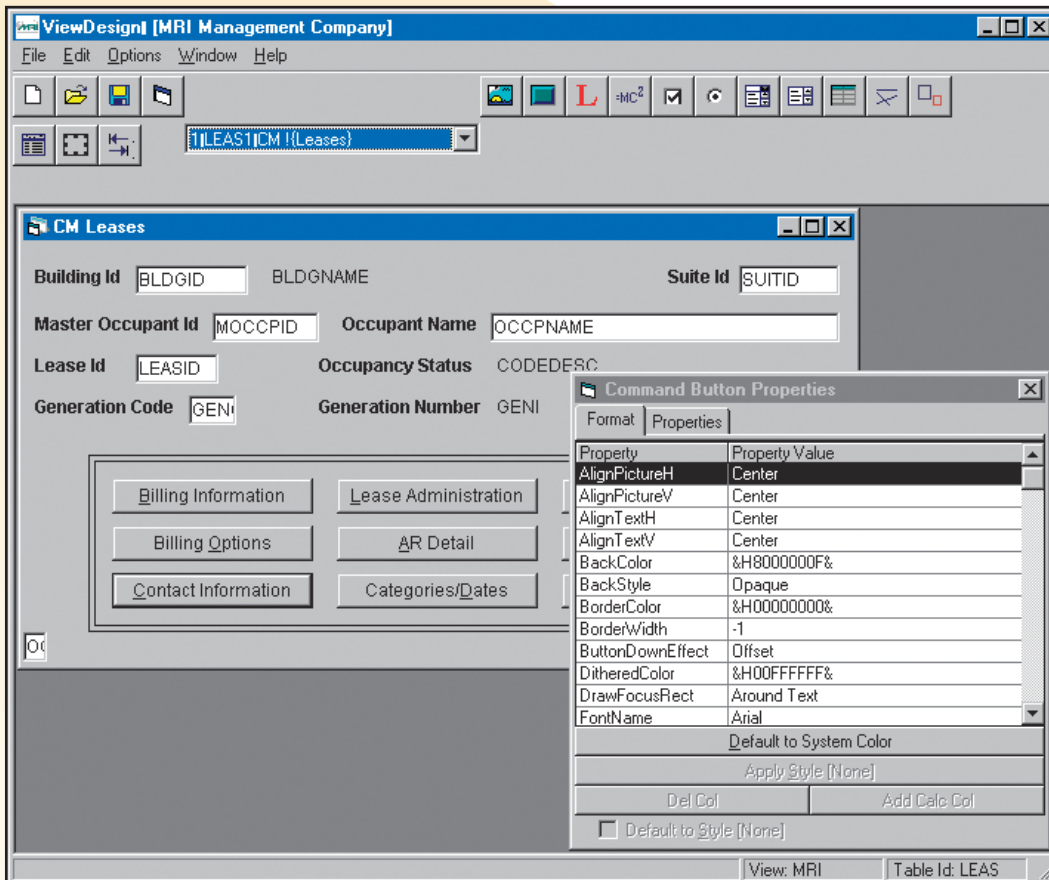 ViewDesign [MRI Management Company]
File Edit Options Window Help
L =MC²
1|LEAS1|CM !{Leases}
CM Leases
Building Id BLDGID BLDGNAME Suite Id SUITID
Master Occupant Id MOCCPID Occupant Name OCCPNAME
Lease Id LEASID Occupancy Status CODEDESC
Generation Code GEN Generation Number GENI
Billing Information Lease Administration
Billing Options AR Detail
Contact Information Categories/Dates
Command Button Properties
Format Properties
Property Property Value
AlignPictureH Center
AlignPictureV Center
AlignTextH Center
AlignTextV Center
BackColor &H8000000F&
BackStyle Opaque
BorderColor &H00000000&
BorderWidth -1
ButtonDownEffect Offset
DitheredColor &H00FFFFFF&
DrawFocusRect Around Text
FontName Arial
Default to System Color
Apply Style [None]
Del Col Add Calc Col
Default to Style [None]
View: MRI Table Id: LEAS